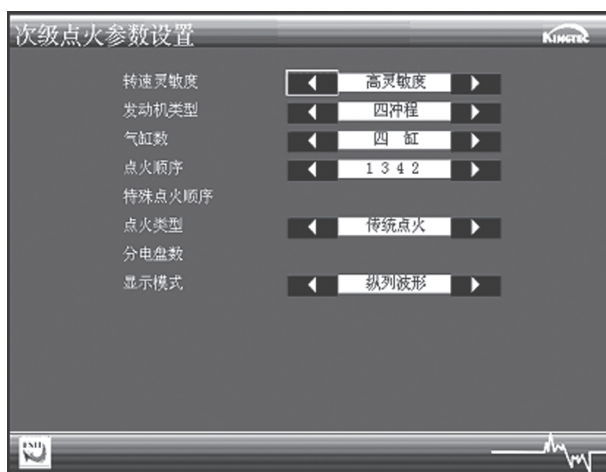 次级点火参数设置
KINGTEC
转速灵敏度 高灵敏度
发动机类型 四冲程
气缸数 四 缸
点火顺序 1 3 4 2
特殊点火顺序
点火类型 传统点火
分电盘数
显示模式 纵列波形
EXIT